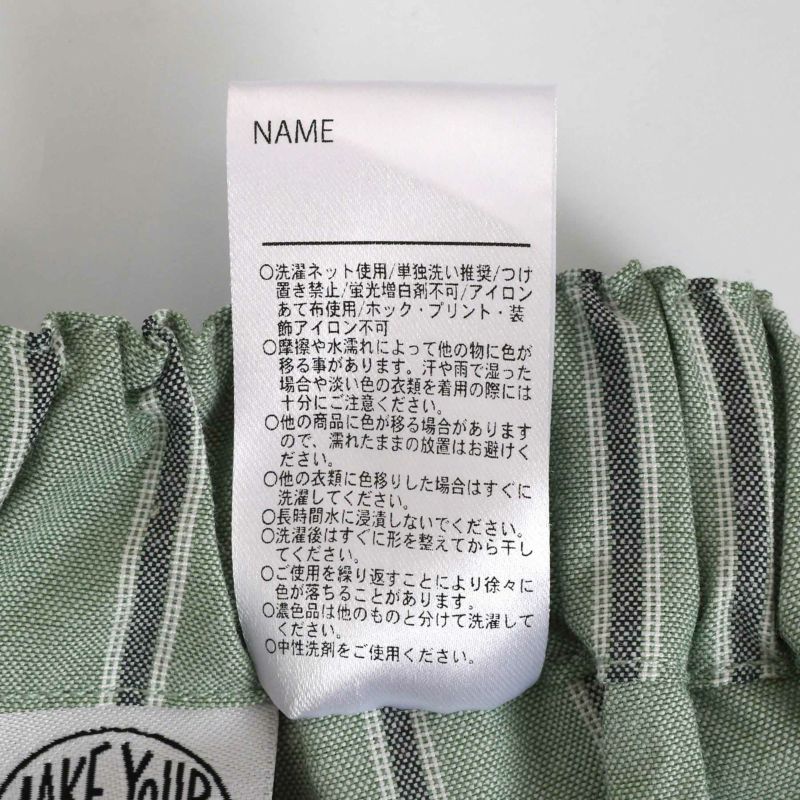 NAME
○洗濯ネット使用/単独洗い推奨/つけ
置き禁止/蛍光増白剤不可/アイロン
あて布使用/ホック・プリント・装
飾アイロン不可
○摩擦や水濡れによって他の物に色が
移る事があります。汗や雨で湿った
場合や淡い色の衣類を着用の際には
十分にご注意ください。
○他の商品に色が移る場合があります
ので、濡れたままの放置はお避けく
ださい。
○他の衣類に色移りした場合はすぐに
洗濯してください。
○長時間水に浸漬しないでください。
○洗濯後はすぐに形を整えてから干し
てください。
○ご使用を繰り返すことにより徐々に
色が落ちることがあります。
○濃色品は他のものと分けて洗濯して
ください。
○中性洗剤をご使用ください。
MAKE YOUR